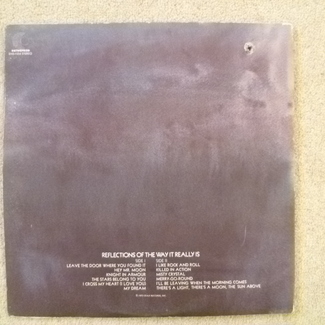 REFLECTIONS OF THE WAY IT REALLY IS
SIDE I
LEAVE THE DOOR WHERE YOU FOUND IT
HEY MR. MOON
KNIGHT IN ARMOUR
THE STARS BELONG TO YOU
I CROSS MY HEART (I LOVE YOU)
MY DREAM
SIDE II
I LIKE ROCK AND ROLL
KILLED IN ACTION
MISTY CRYSTAL
MERRY-GO-ROUND
I'LL BE LEAVING WHEN THE MORNING COMES
THERE'S A LIGHT, THERE'S A MOON, THE SUN ABOVE